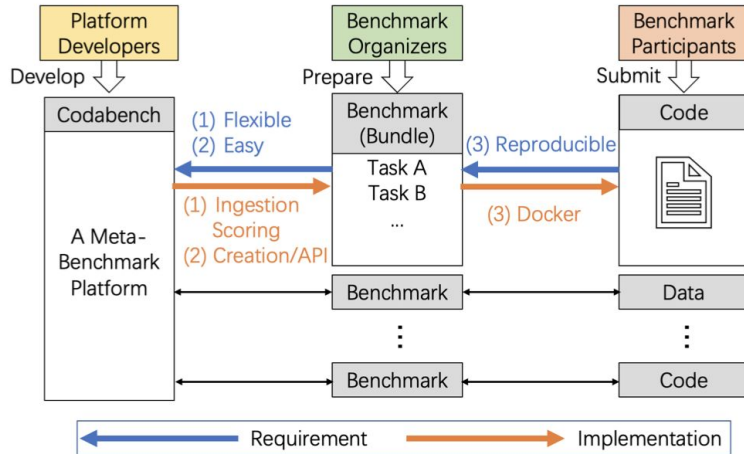 Platform
Developers
Benchmark
Organizers
Benchmark
Participants
Develop
Prepare
Submit
Codabench
A Meta-
Benchmark
Platform
(1) Flexible
(2) Easy
(1) Ingestion
Scoring
(2) Creation/API
Benchmark
(Bundle)
Task A
Task B
...
(3) Reproducible
(3) Docker
Code
Benchmark
Data
Benchmark
Code
Requirement
Implementation